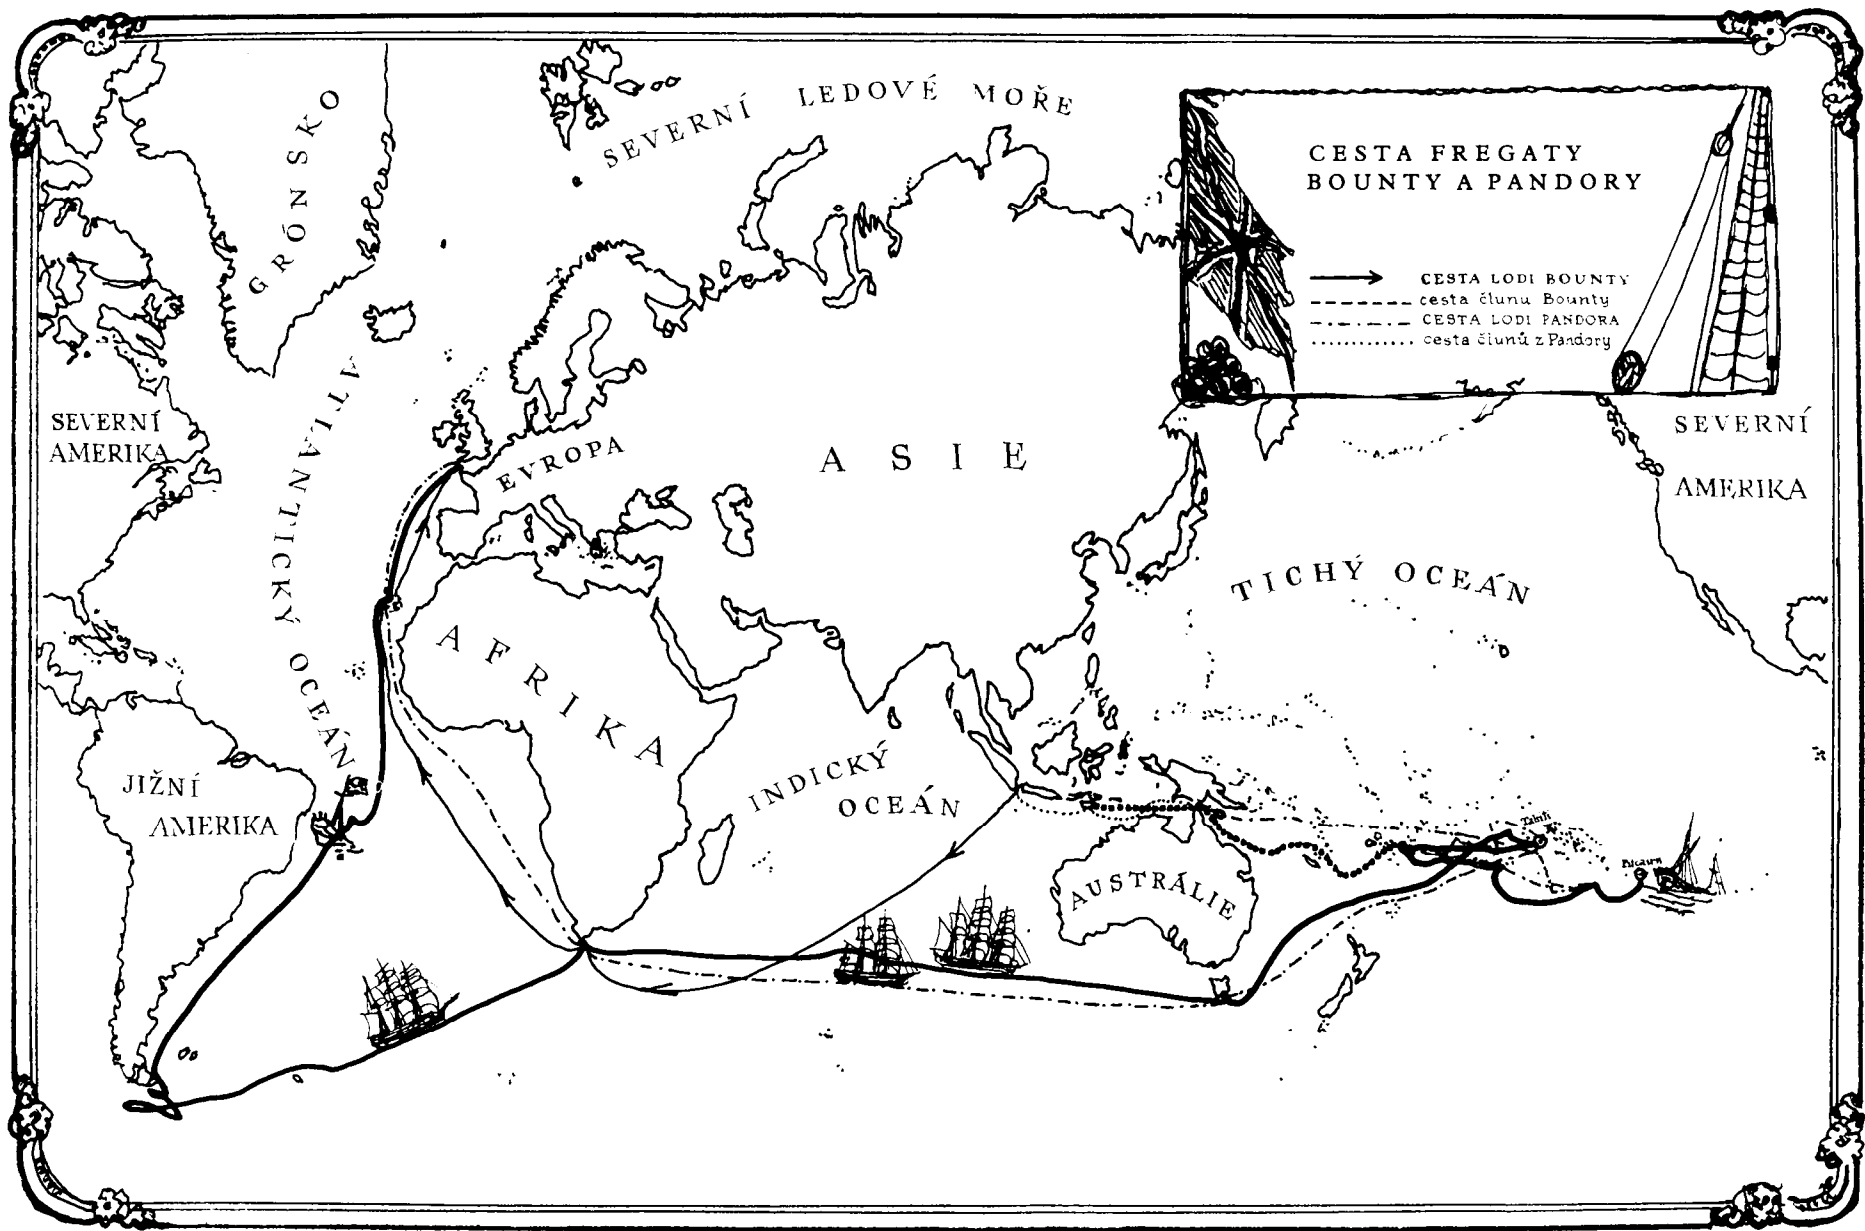 GRÓNSKO
SEVERNÍ LEDOVÉ MOŘE
CESTA FREGATY
BOUNTY A PANDORY
CESTA LODI BOUNTY
cesta člunu Bounty
CESTA LODI PANDORA
cesta člunů z Pandory
SEVERNÍ
AMERIKA
ATLANTICKÝ OCEÁN
EVROPA
ASIE
SEVERNÍ
AMERIKA
TICHÝ OCEÁN
AFRIKA
JIŽNÍ
AMERIKA
INDICKÝ
OCEÁN
Tahiti
Pitcairn
AUSTRÁLIE